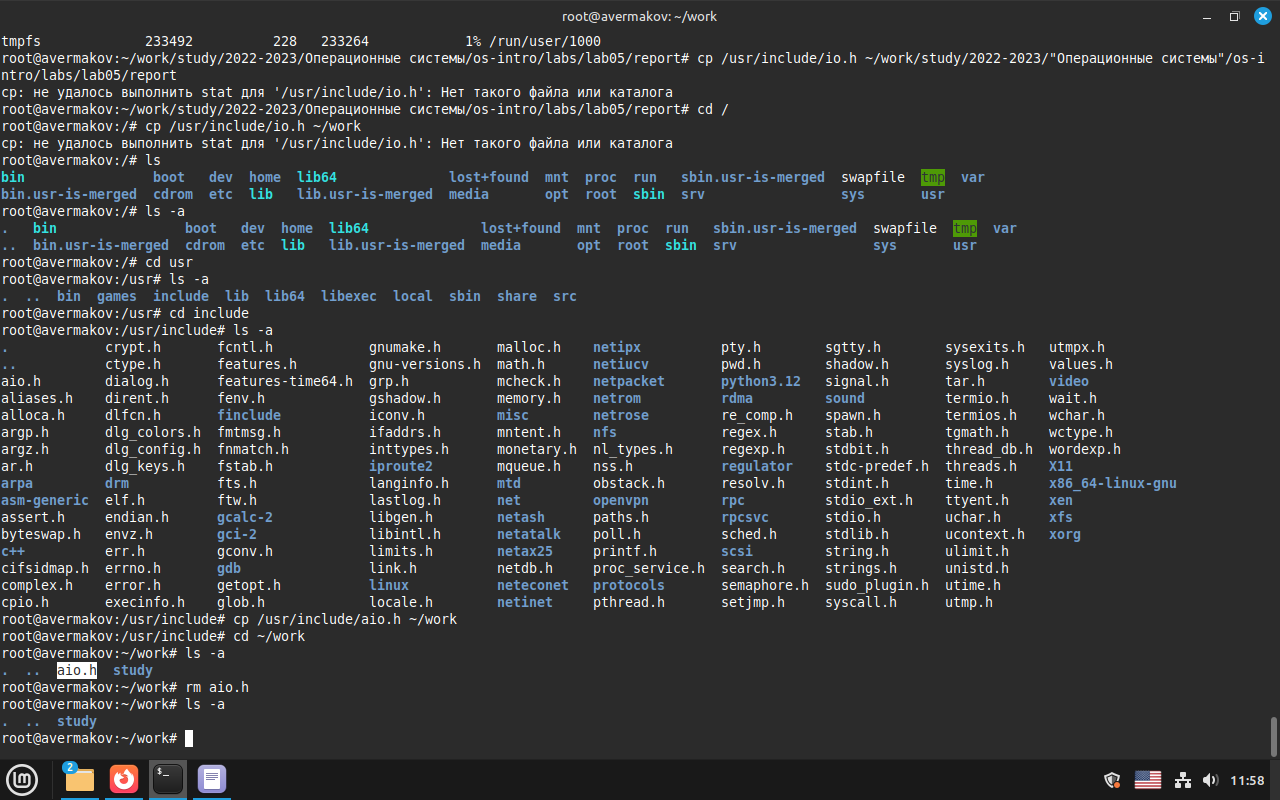 root@avermakov: ~/work
tmpfs 233492 228 233264 1% /run/user/1000
root@avermakov:~/work/study/2022-2023/Операционные системы/os-intro/labs/lab05/report# cp /usr/include/io.h ~/work/study/2022-2023/"Операционные системы"/os-i
ntro/labs/lab05/report
cp: не удалось выполнить stat для '/usr/include/io.h': Нет такого файла или каталога
root@avermakov:~/work/study/2022-2023/Операционные системы/os-intro/labs/lab05/report# cd /
root@avermakov:/# cp /usr/include/io.h ~/work
cp: не удалось выполнить stat для '/usr/include/io.h': Нет такого файла или каталога
root@avermakov:/# ls
bin boot dev home lib64 lost+found mnt proc run sbin.usr-is-merged swapfile tmp var
bin.usr-is-merged cdrom etc lib lib.usr-is-merged media opt root sbin srv sys usr
root@avermakov:/# ls -a
. bin boot dev home lib64 lost+found mnt proc run sbin.usr-is-merged swapfile tmp var
.. bin.usr-is-merged cdrom etc lib lib.usr-is-merged media opt root sbin srv sys usr
root@avermakov:/# cd usr
root@avermakov:/usr# ls -a
. .. bin games include lib lib64 libexec local sbin share src
root@avermakov:/usr# cd include
root@avermakov:/usr/include# ls -a
. crypt.h fcntl.h gnumake.h malloc.h netipx pty.h sgtty.h sysexits.h utmpx.h
.. ctype.h features.h gnu-versions.h math.h netiucv pwd.h shadow.h syslog.h values.h
aio.h dialog.h features-time64.h grp.h mcheck.h netpacket python3.12 signal.h tar.h video
aliases.h dirent.h fenv.h gshadow.h memory.h netrom rdma sound termio.h wait.h
alloca.h dlfcn.h finclude iconv.h misc netrose re_comp.h spawn.h termios.h wchar.h
argp.h dlg_colors.h fmtmsg.h ifaddrs.h mntent.h nfs regex.h stab.h tgmath.h wctype.h
argz.h dlg_config.h fnmatch.h inttypes.h monetary.h nl_types.h regexp.h stdbit.h thread_db.h wordexp.h
ar.h dlg_keys.h fstab.h iproute2 mqueue.h nss.h regulator stdc-predef.h threads.h X11
arpa drm fts.h langinfo.h mtd obstack.h resolv.h stdint.h time.h x86_64-linux-gnu
asm-generic elf.h ftw.h lastlog.h net openvpn rpc stdio_ext.h ttyent.h xen
assert.h endian.h gcalc-2 libgen.h netash paths.h rpcsvc stdio.h uchar.h xfs
byteswap.h envz.h gci-2 libintl.h netatalk poll.h sched.h stdlib.h ucontext.h xorg
c++ err.h gconv.h limits.h netax25 printf.h scsi string.h ulimit.h
cifsidmap.h errno.h gdb link.h netdb.h proc_service.h search.h strings.h unistd.h
complex.h error.h getopt.h linux neteconet protocols semaphore.h sudo_plugin.h utime.h
cpio.h execinfo.h glob.h locale.h netinet pthread.h setjmp.h syscall.h utmp.h
root@avermakov:/usr/include# cp /usr/include/aio.h ~/work
root@avermakov:/usr/include# cd ~/work
root@avermakov:~/work# ls -a
. .. aio.h study
root@avermakov:~/work# rm aio.h
root@avermakov:~/work# ls -a
. .. study
root@avermakov:~/work#
2
$_
11:58